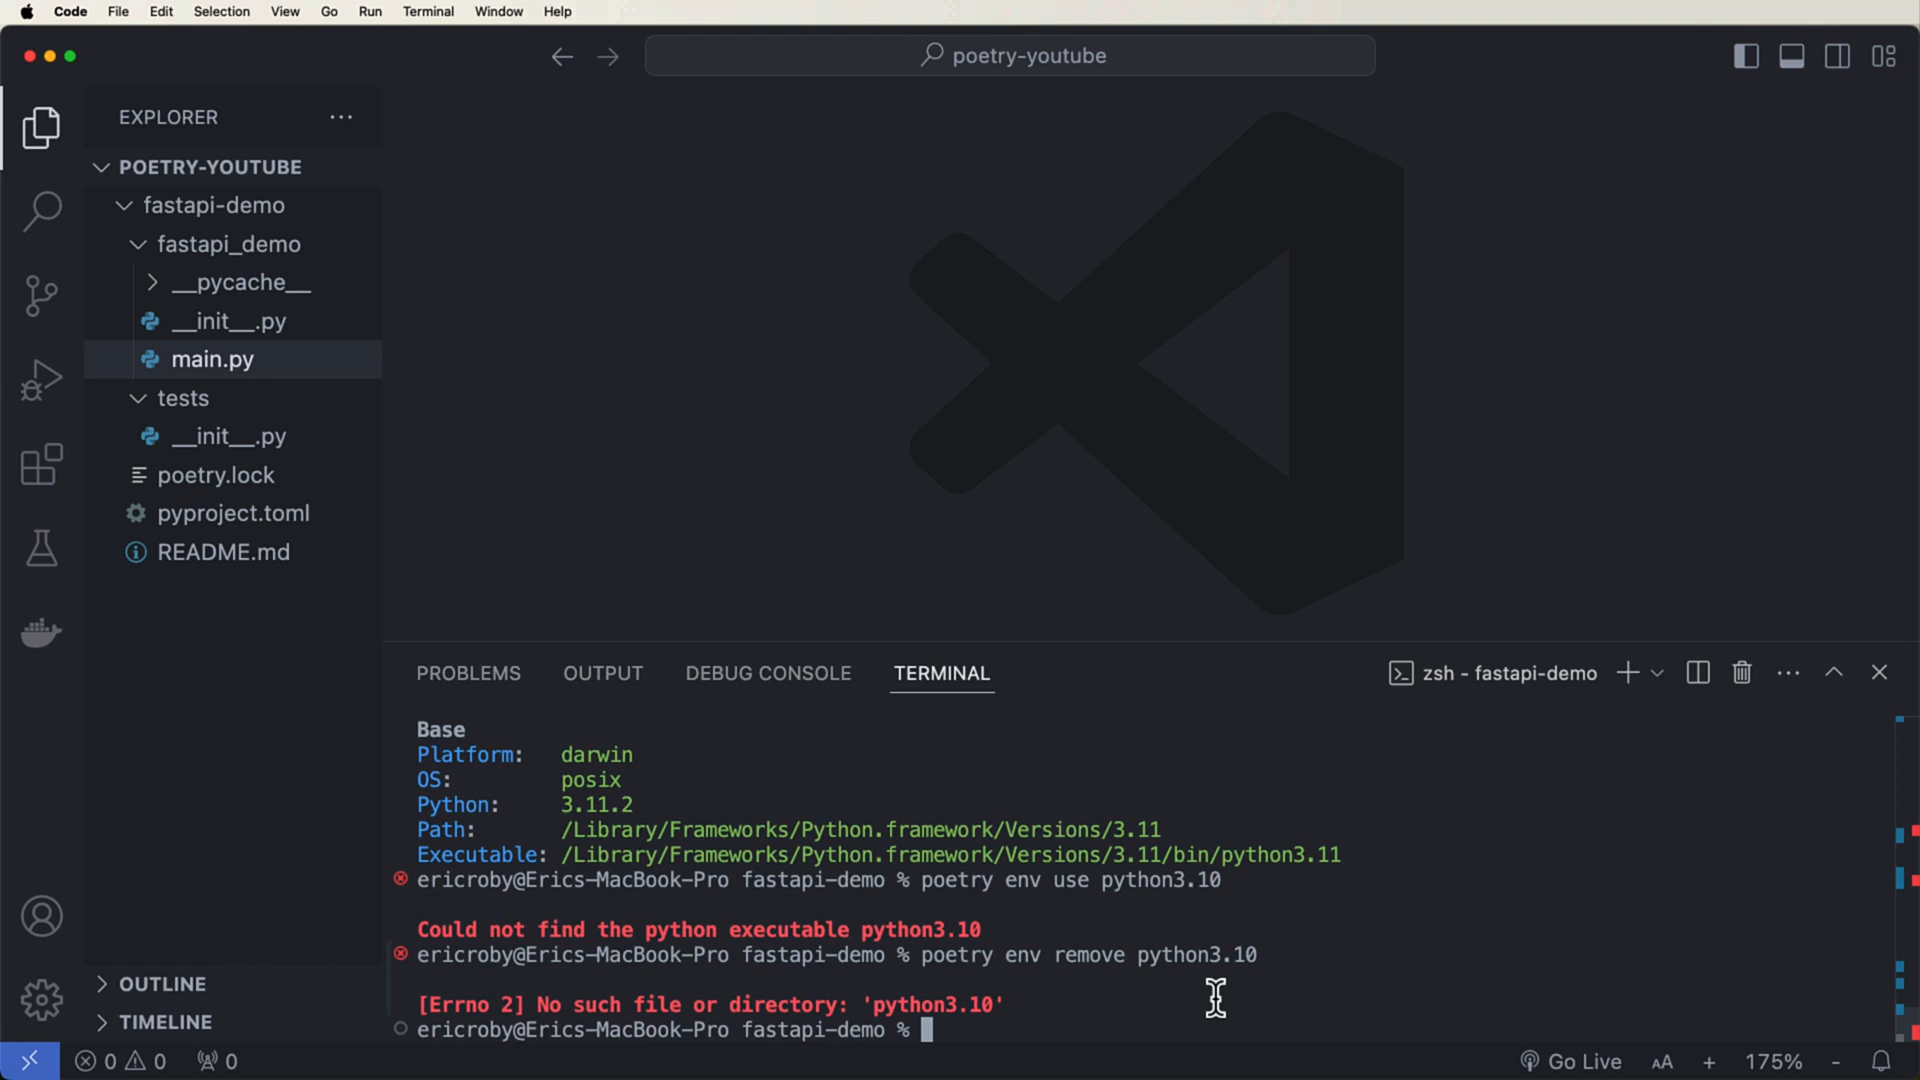 Code File Edit Selection View Go Run Terminal Window Help
poetry-youtube
EXPLORER
POETRY-YOUTUBE
fastapi-demo
fastapi_demo
__pycache__
__init__.py
main.py
tests
__init__.py
poetry.lock
pyproject.toml
README.md
OUTLINE
TIMELINE
PROBLEMS OUTPUT DEBUG CONSOLE TERMINAL
zsh - fastapi-demo
Base
Platform: darwin
OS: posix
Python: 3.11.2
Path: /Library/Frameworks/Python.framework/Versions/3.11
Executable: /Library/Frameworks/Python.framework/Versions/3.11/bin/python3.11
ericroby@Erics-MacBook-Pro fastapi-demo % poetry env use python3.10
Could not find the python executable python3.10
ericroby@Erics-MacBook-Pro fastapi-demo % poetry env remove python3.10
[Errno 2] No such file or directory: 'python3.10'
ericroby@Erics-MacBook-Pro fastapi-demo %
0 0 0
Go Live AA + 175% -